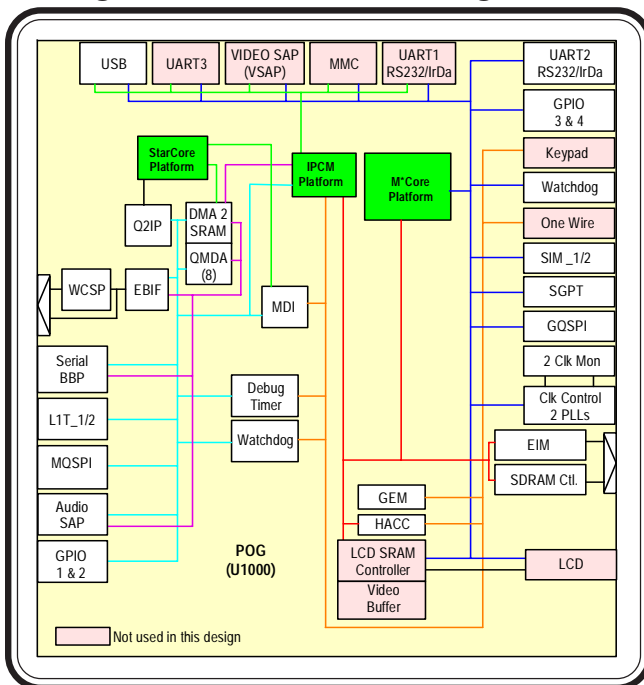 USB
UART3
VIDEO SAP
(VSAP)
MMC
UART1
RS232/IrDa
UART2
RS232/IrDa
GPIO
3 & 4
StarCore
Platform
IPCM
Platform
M*Core
Platform
Keypad
Watchdog
One Wire
Q2IP
DMA 2
SRAM
QMDA
(8)
SIM _1/2
WCSP
EBIF
MDI
SGPT
GQSPI
Serial
BBP
2 Clk Mon
Debug
Timer
Clk Control
2 PLLs
L1T_1/2
Watchdog
EIM
MQSPI
SDRAM Ctl.
GEM
Audio
SAP
HACC
GPIO
1 & 2
POG
(U1000)
LCD SRAM
Controller
LCD
Video
Buffer
Not used in this design